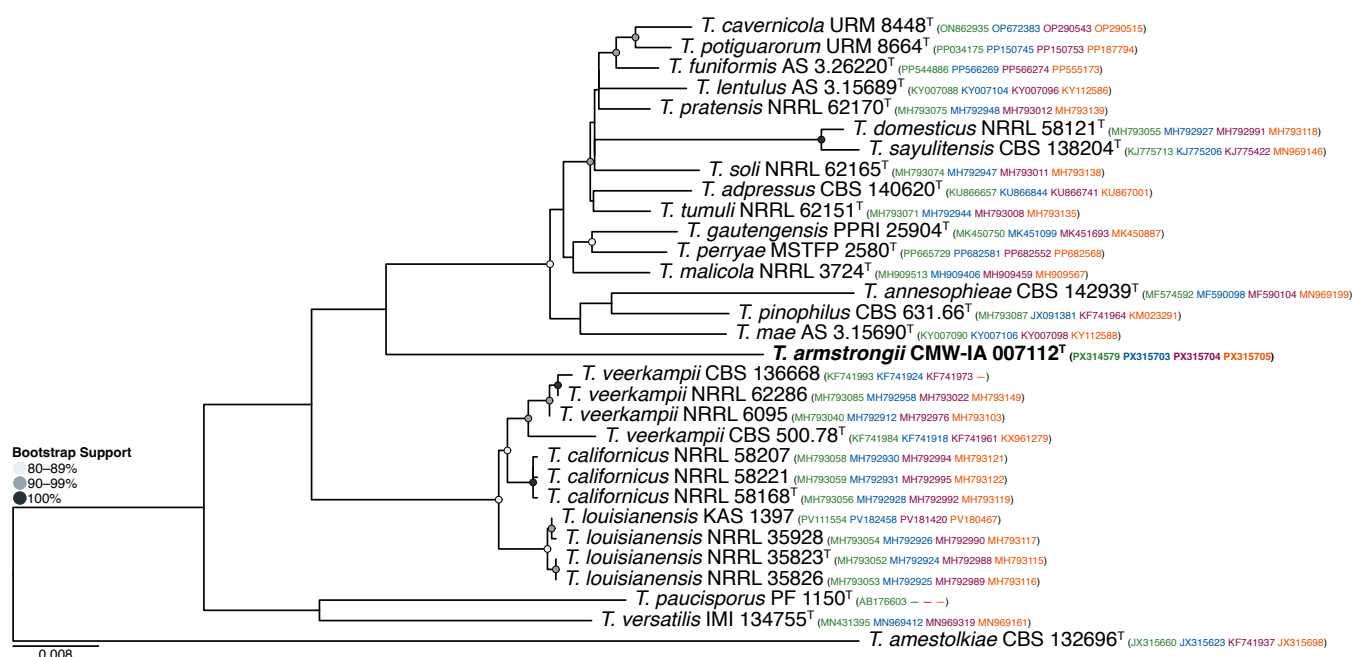 T. cavernicola URM 8448T (ON862935 OP672383 OP290543 OP290515)
T. potiguarorum URM 8664T (PP034175 PP150745 PP150753 PP187794)
T. funiformis AS 3.26220T (PP544886 PP566269 PP566274 PP555173)
T. lentulus AS 3.15689T (KY007088 KY007104 KY007096 KY112586)
T. pratensis NRRL 62170T (MH793075 MH792948 MH793012 MH793139)
T. domesticus NRRL 58121T (MH793055 MH792927 MH792991 MH793118)
T. sayulitensis CBS 138204T (KJ775713 KJ775206 KJ775422 MN969146)
T. soli NRRL 62165T (MH793074 MH792947 MH793011 MH793138)
T. adpressus CBS 140620T (KU866657 KU866844 KU866741 KU867001)
T. tumuli NRRL 62151T (MH793071 MH792944 MH793008 MH793135)
T. gautengensis PPRI 25904T (MK450750 MK451099 MK451693 MK450887)
T. perryae MSTFP 2580T (PP665729 PP682581 PP682552 PP682568)
T. malicola NRRL 3724T (MH909513 MH909406 MH909459 MH909567)
T. annesophieae CBS 142939T (MF574592 MF590098 MF590104 MN969199)
T. pinophilus CBS 631.66T (MH793087 JX091381 KF741964 KM023291)
T. mae AS 3.15690T (KY007090 KY007106 KY007098 KY112588)
T. armstrongii CMW-IA 007112T (PX314579 PX315703 PX315704 PX315705)
T. veerkampii CBS 136668 (KF741993 KF741924 KF741973 –)
T. veerkampii NRRL 62286 (MH793085 MH792958 MH793022 MH793149)
T. veerkampii NRRL 6095 (MH793040 MH792912 MH792976 MH793103)
T. veerkampii CBS 500.78T (KF741984 KF741918 KF741961 KX961279)
T. californicus NRRL 58207 (MH793058 MH792930 MH792994 MH793121)
T. californicus NRRL 58221 (MH793059 MH792931 MH792995 MH793122)
T. californicus NRRL 58168T (MH793056 MH792928 MH792992 MH793119)
T. louisianensis KAS 1397 (PV111554 PV182458 PV181420 PV180467)
T. louisianensis NRRL 35928 (MH793054 MH792926 MH792990 MH793117)
T. louisianensis NRRL 35823T (MH793052 MH792924 MH792988 MH793115)
T. louisianensis NRRL 35826 (MH793053 MH792925 MH792989 MH793116)
T. paucisporus PF 1150T (AB176603 – – –)
T. versatilis IMI 134755T (MN431395 MN969412 MN969319 MN969161)
T. amestolkiae CBS 132696T (JX315660 JX315623 KF741937 JX315698)
Bootstrap Support
80–89%
90–99%
100%
0.008